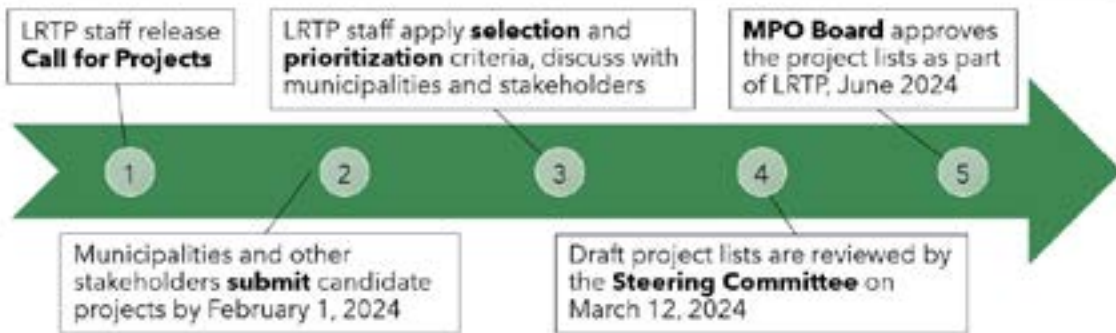 LRTP staff release
Call for Projects
LRTP staff apply selection and
prioritization criteria, discuss with
municipalities and stakeholders
MPO Board approves
the project lists as part
of LRTP, June 2024
1
2
3
4
5
Municipalities and other
stakeholders submit candidate
projects by February 1, 2024
Draft project lists are reviewed by
the Steering Committee on
March 12, 2024